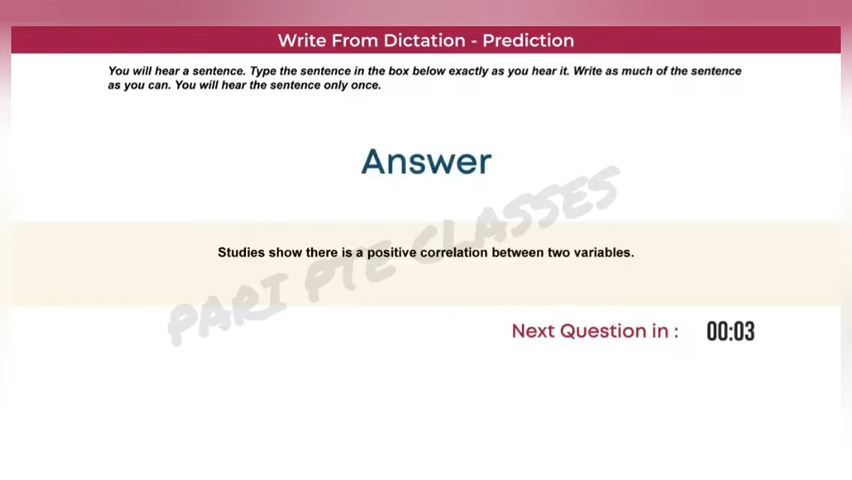 Write From Dictation - Prediction
You will hear a sentence. Type the sentence in the box below exactly as you hear it. Write as much of the sentence
as you can. You will hear the sentence only once.
Answer
Studies show there is a positive correlation between two variables.
PARI PTE CLASSES
Next Question in : 00:03